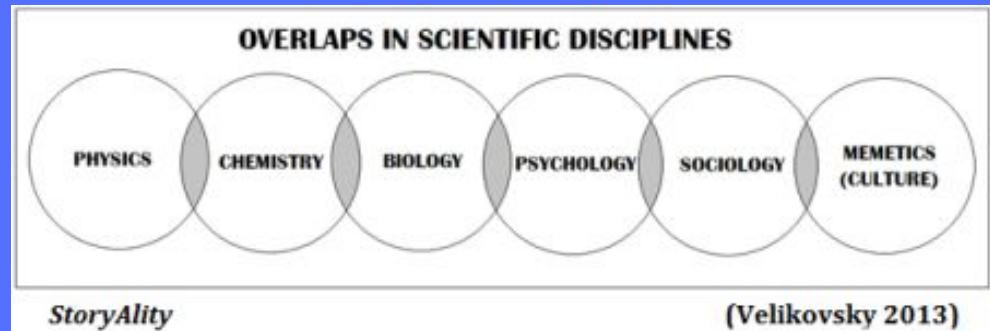 OVERLAPS IN SCIENTIFIC DISCIPLINES
PHYSICS
CHEMISTRY
BIOLOGY
PSYCHOLOGY
SOCIOLOGY
MEMETICS
(CULTURE)
StoryAlity (Velikovsky 2013)